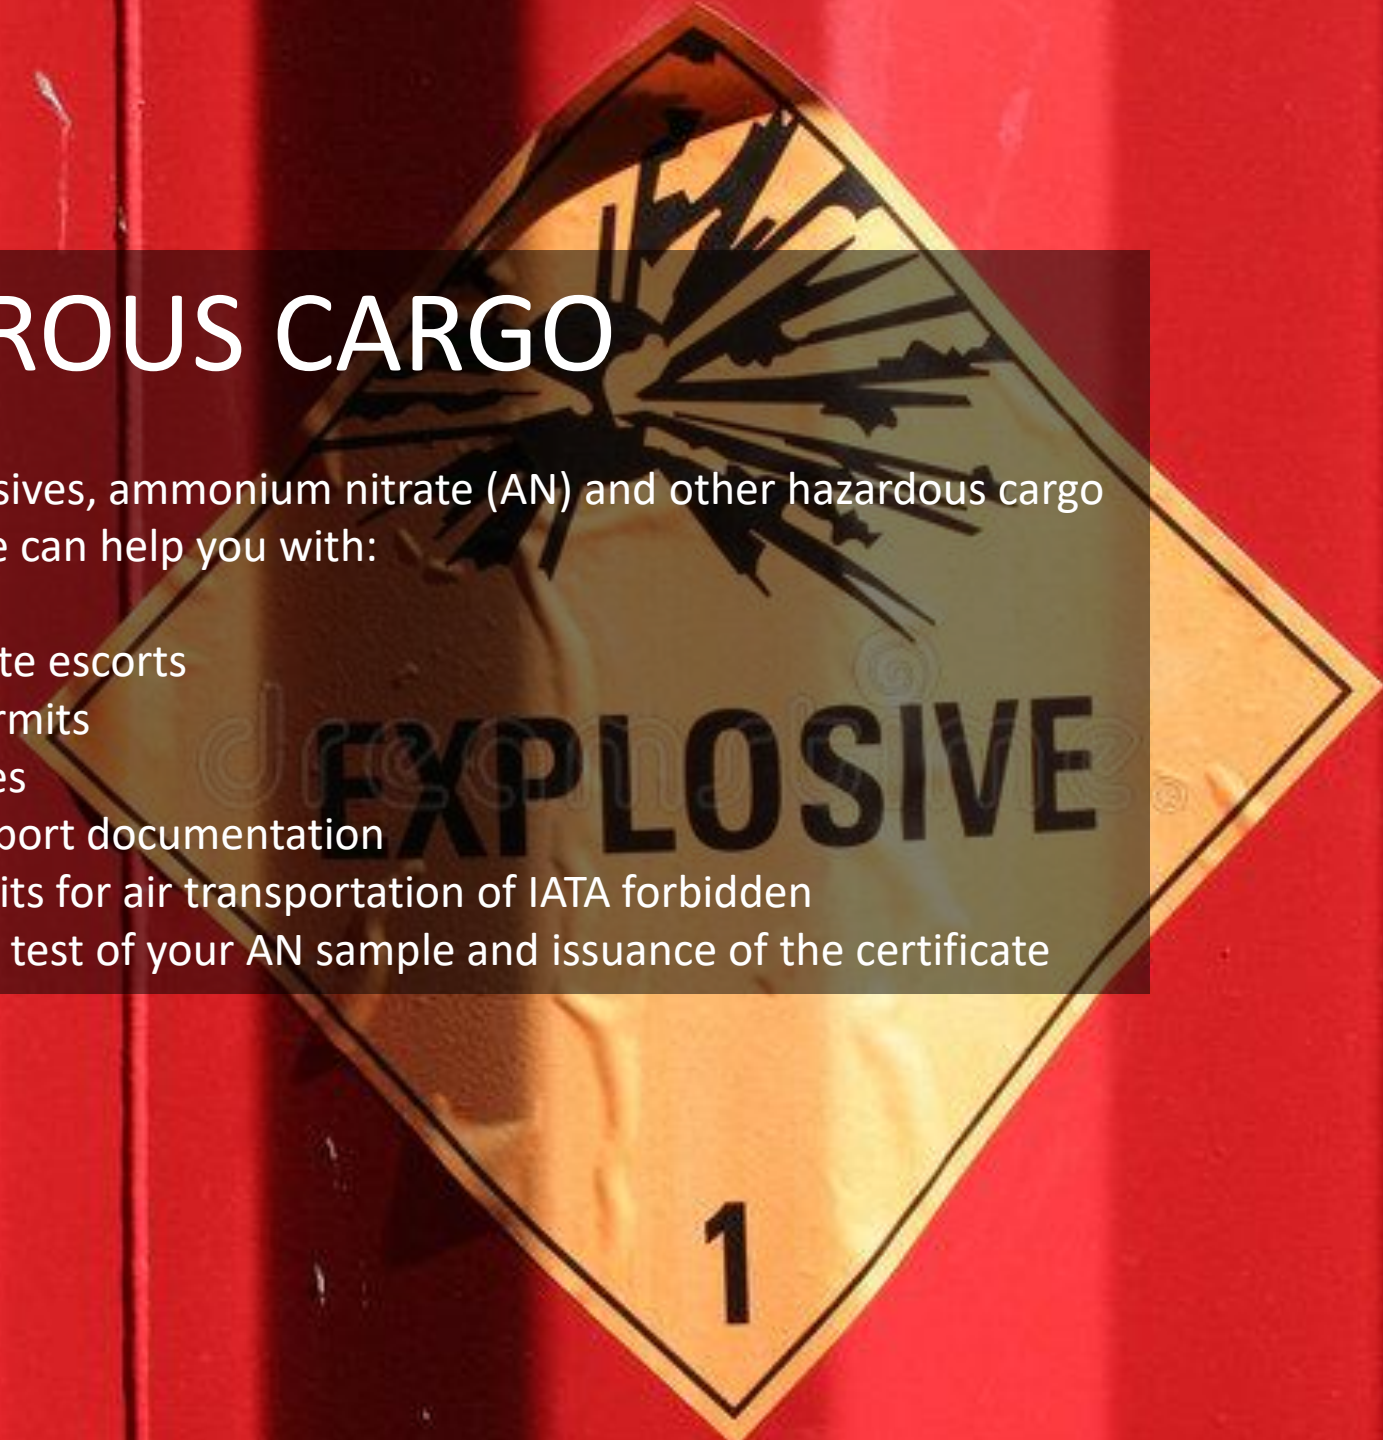 ROUS CARGO
sives, ammonium nitrate (AN) and other hazardous cargo
e can help you with:
te escorts
rmits
es
port documentation
its for air transportation of IATA forbidden
test of your AN sample and issuance of the certificate
EXPLOSIVE
dreamstime
1